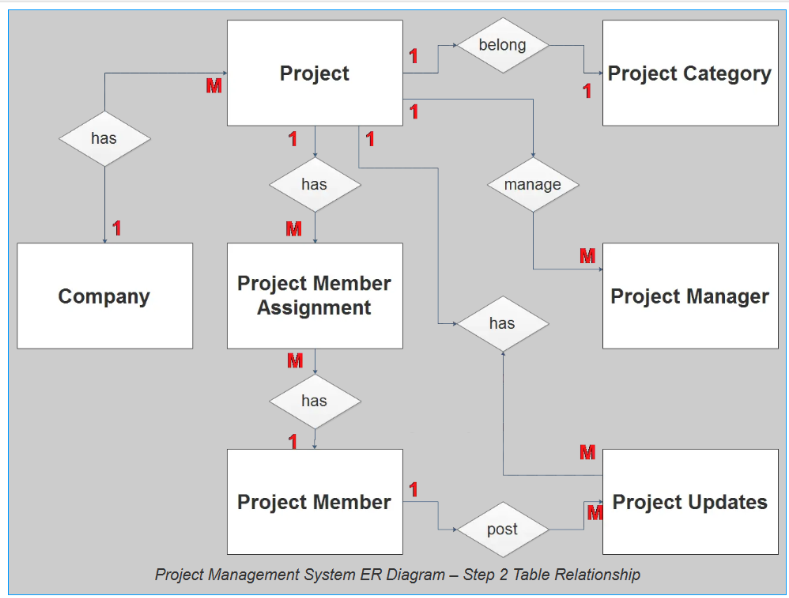 Project
1
belong
Project Category
1
M
1
has
1
1
has
manage
1
M
M
Company
Project Member
Assignment
Project Manager
has
M
has
1
M
Project Member
1
post
M
Project Updates
Project Management System ER Diagram – Step 2 Table Relationship